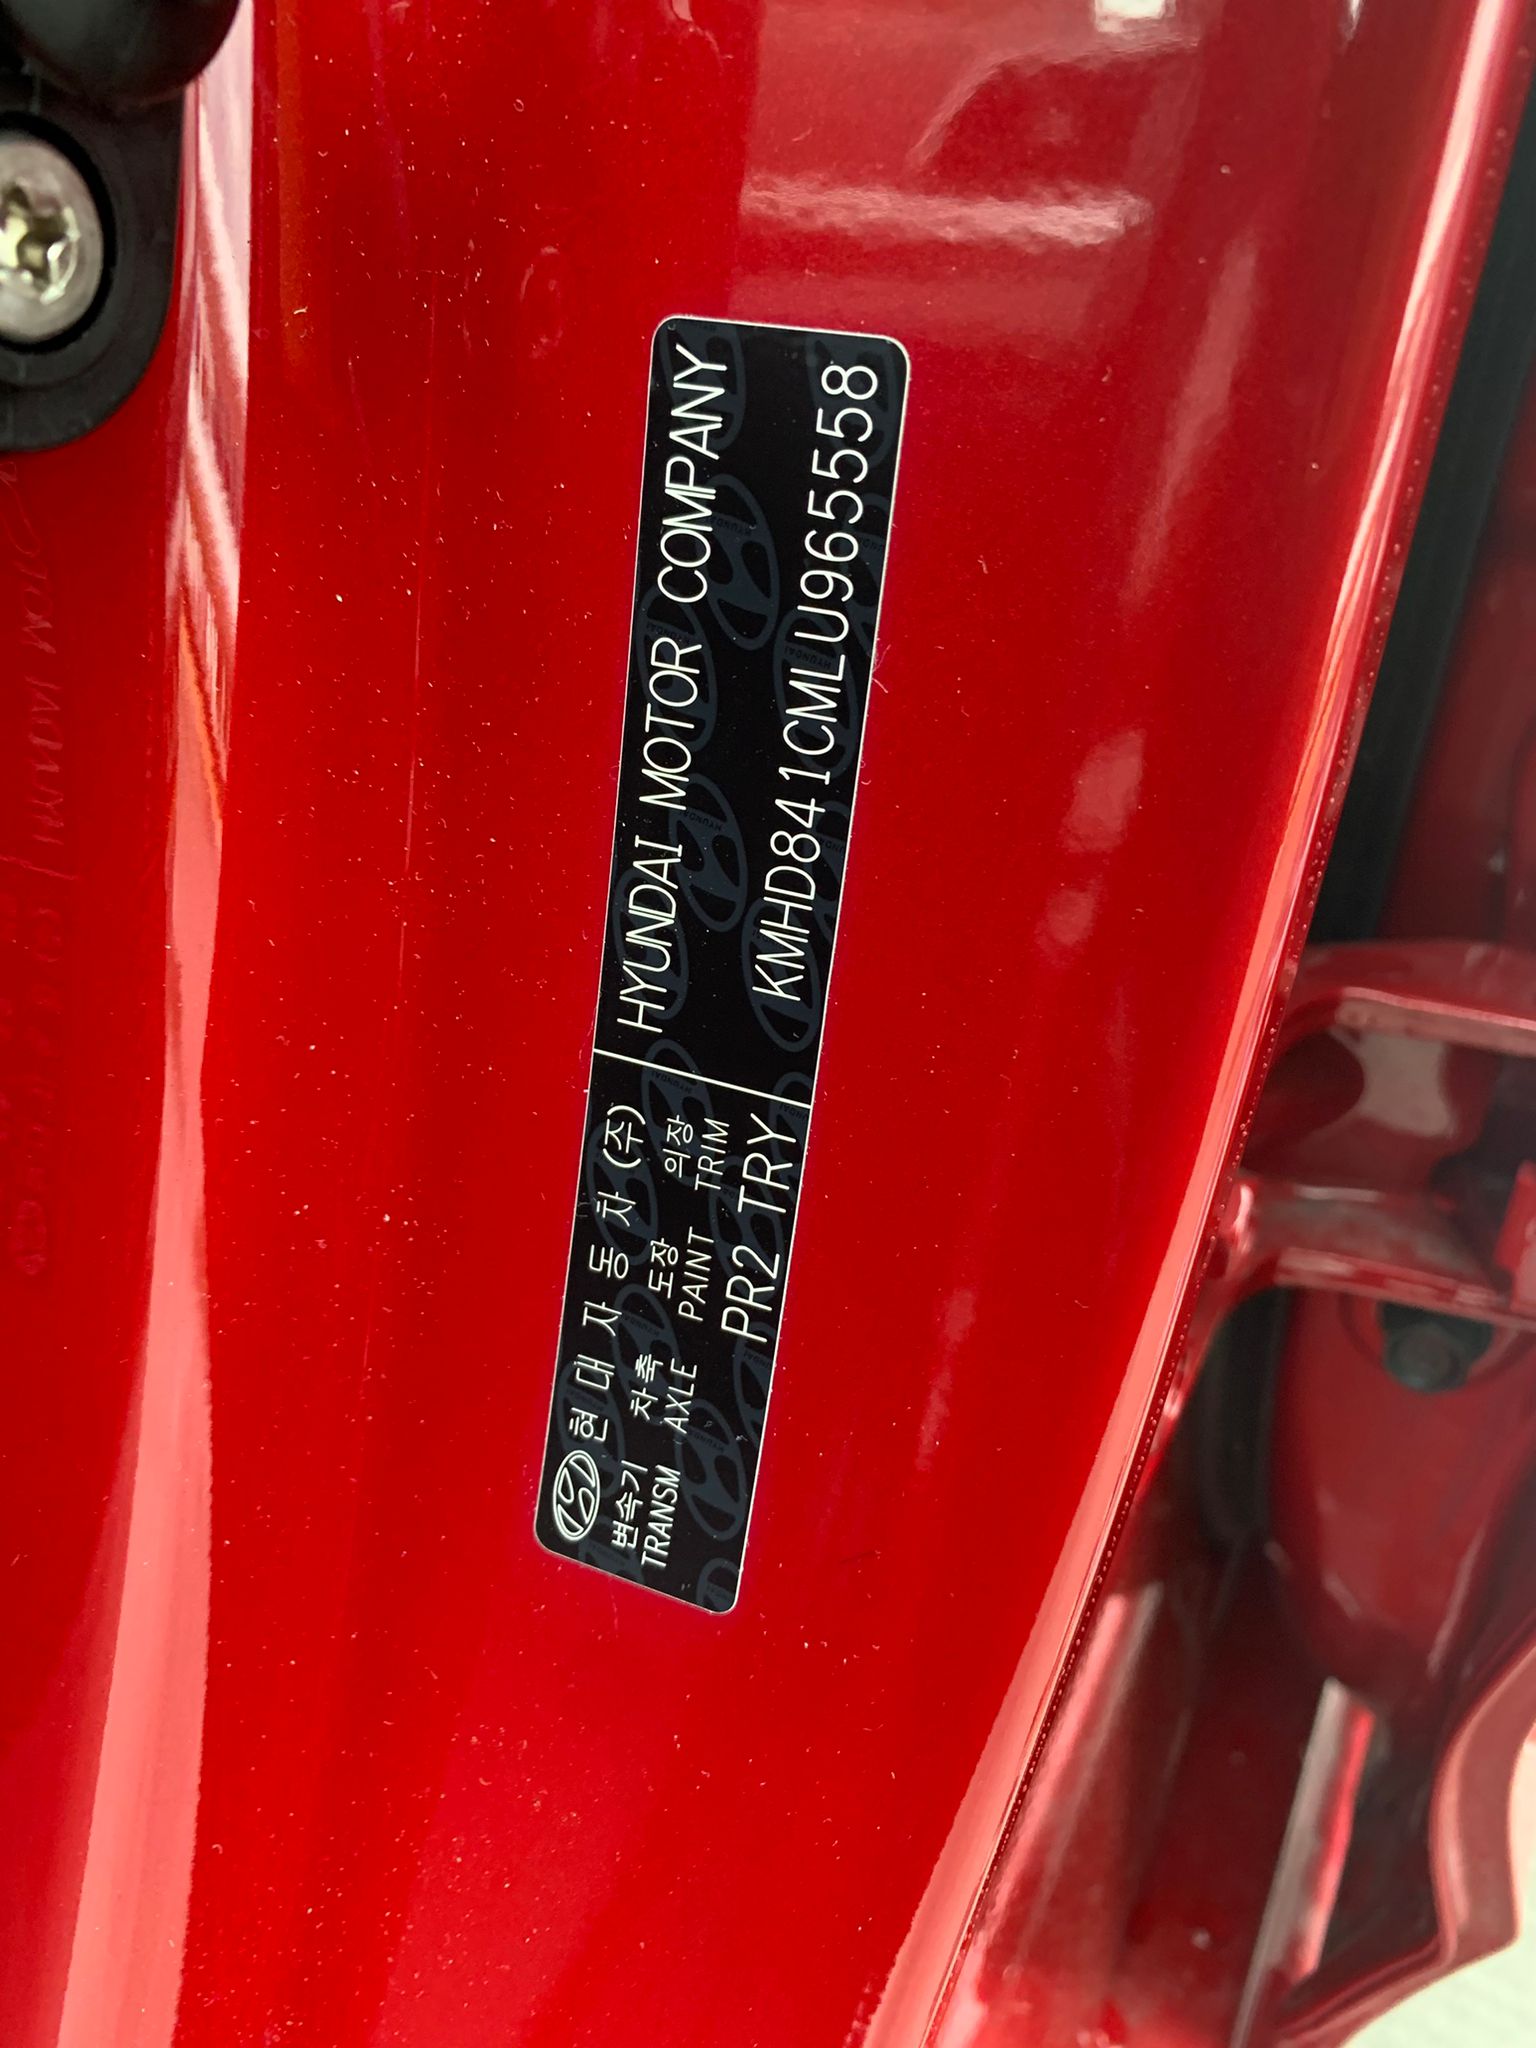 현 대 자 동 차 (주) HYUNDAI MOTOR COMPANY
변속기 차축 도장 의장
TRANSM AXLE PAINT TRIM
PR2 TRY KMHD841CMLU965558